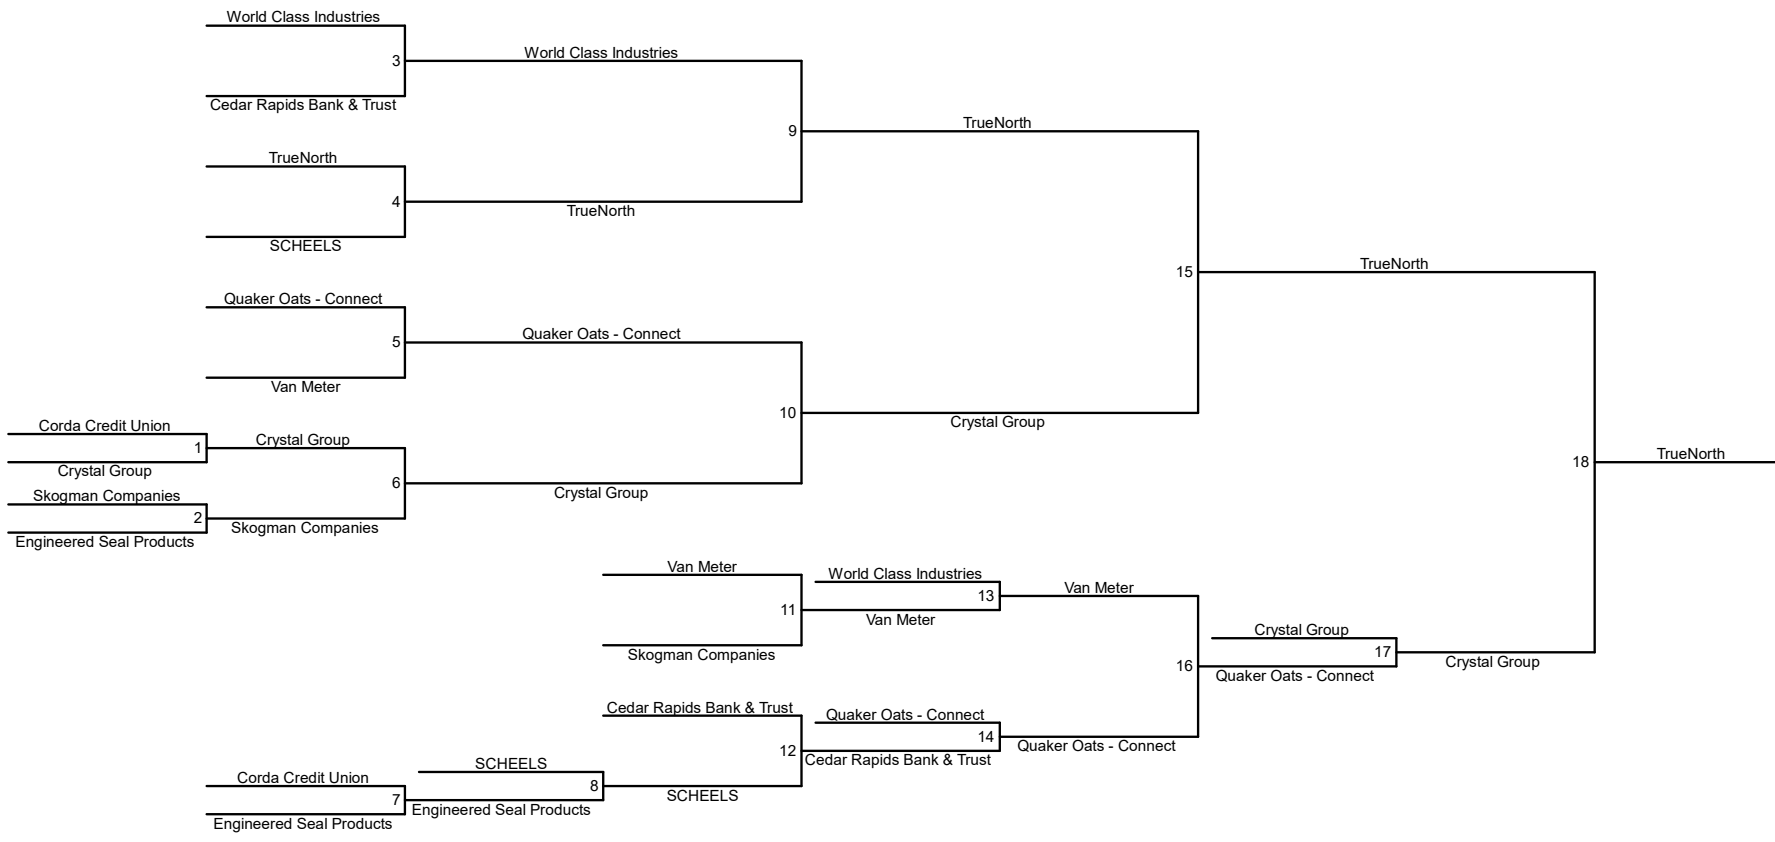 World Class Industries
3
World Class Industries
Cedar Rapids Bank & Trust
9
TrueNorth
TrueNorth
4
TrueNorth
SCHEELS
15
TrueNorth
Quaker Oats - Connect
5
Quaker Oats - Connect
Van Meter
10
Crystal Group
Corda Credit Union
1
Crystal Group
Crystal Group
6
Crystal Group
Skogman Companies
2
Skogman Companies
Engineered Seal Products
18
TrueNorth
Van Meter
11
World Class Industries
13
Van Meter
Van Meter
Skogman Companies
16
Crystal Group
17
Crystal Group
Quaker Oats - Connect
Cedar Rapids Bank & Trust
12
Quaker Oats - Connect
14
Quaker Oats - Connect
Cedar Rapids Bank & Trust
SCHEELS
8
SCHEELS
Corda Credit Union
7
Engineered Seal Products
Engineered Seal Products